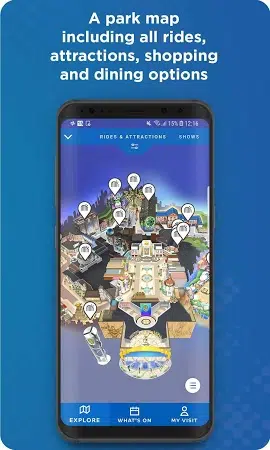 A park map
including all rides,
attractions, shopping
and dining options
15% 12:16
RIDES & ATTRACTIONS SHOWS
EXPLORE WHAT'S ON MY VISIT